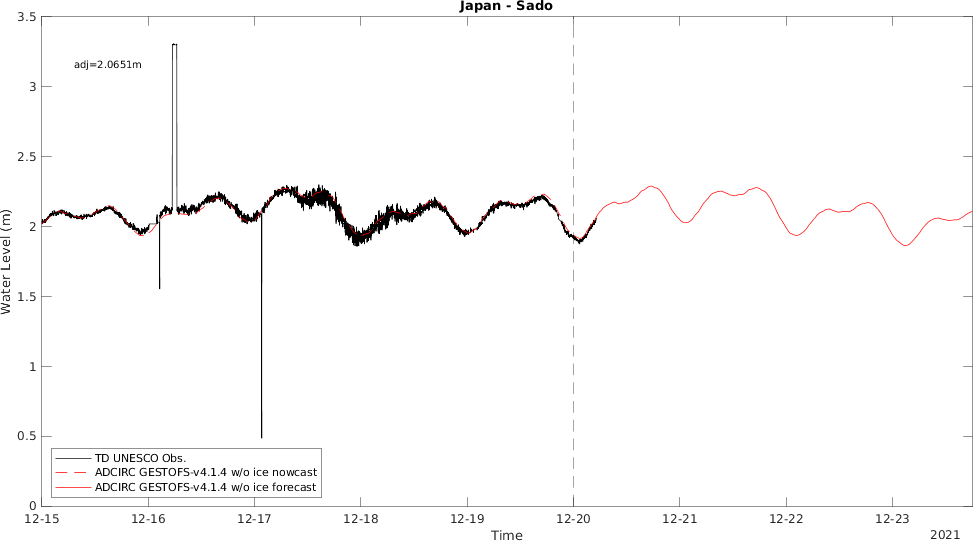 Japan - Sado
3.5
adj=2.0651m
3
2.5
2
1.5
1
0.5
0
Water Level (m)
TD UNESCO Obs.
ADCIRC GESTOFS-v4.1.4 w/o ice nowcast
ADCIRC GESTOFS-v4.1.4 w/o ice forecast
12-15 12-16 12-17 12-18 12-19 12-20 12-21 12-22 12-23
Time
2021